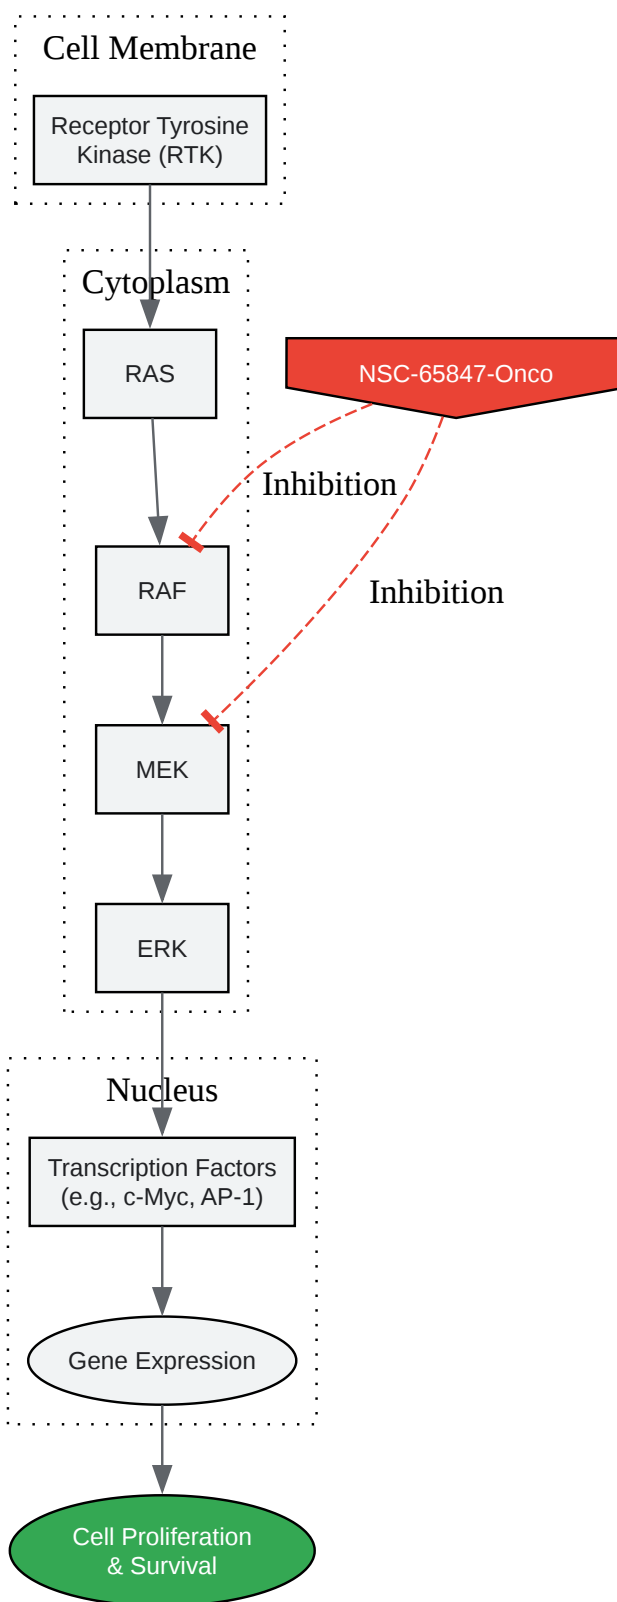 Cell Membrane
Receptor Tyrosine
Kinase (RTK)
Cytoplasm
RAS
NSC-65847-Onco
Inhibition
RAF
Inhibition
MEK
ERK
Nucleus
Transcription Factors
(e.g., c-Myc, AP-1)
Gene Expression
Cell Proliferation
& Survival